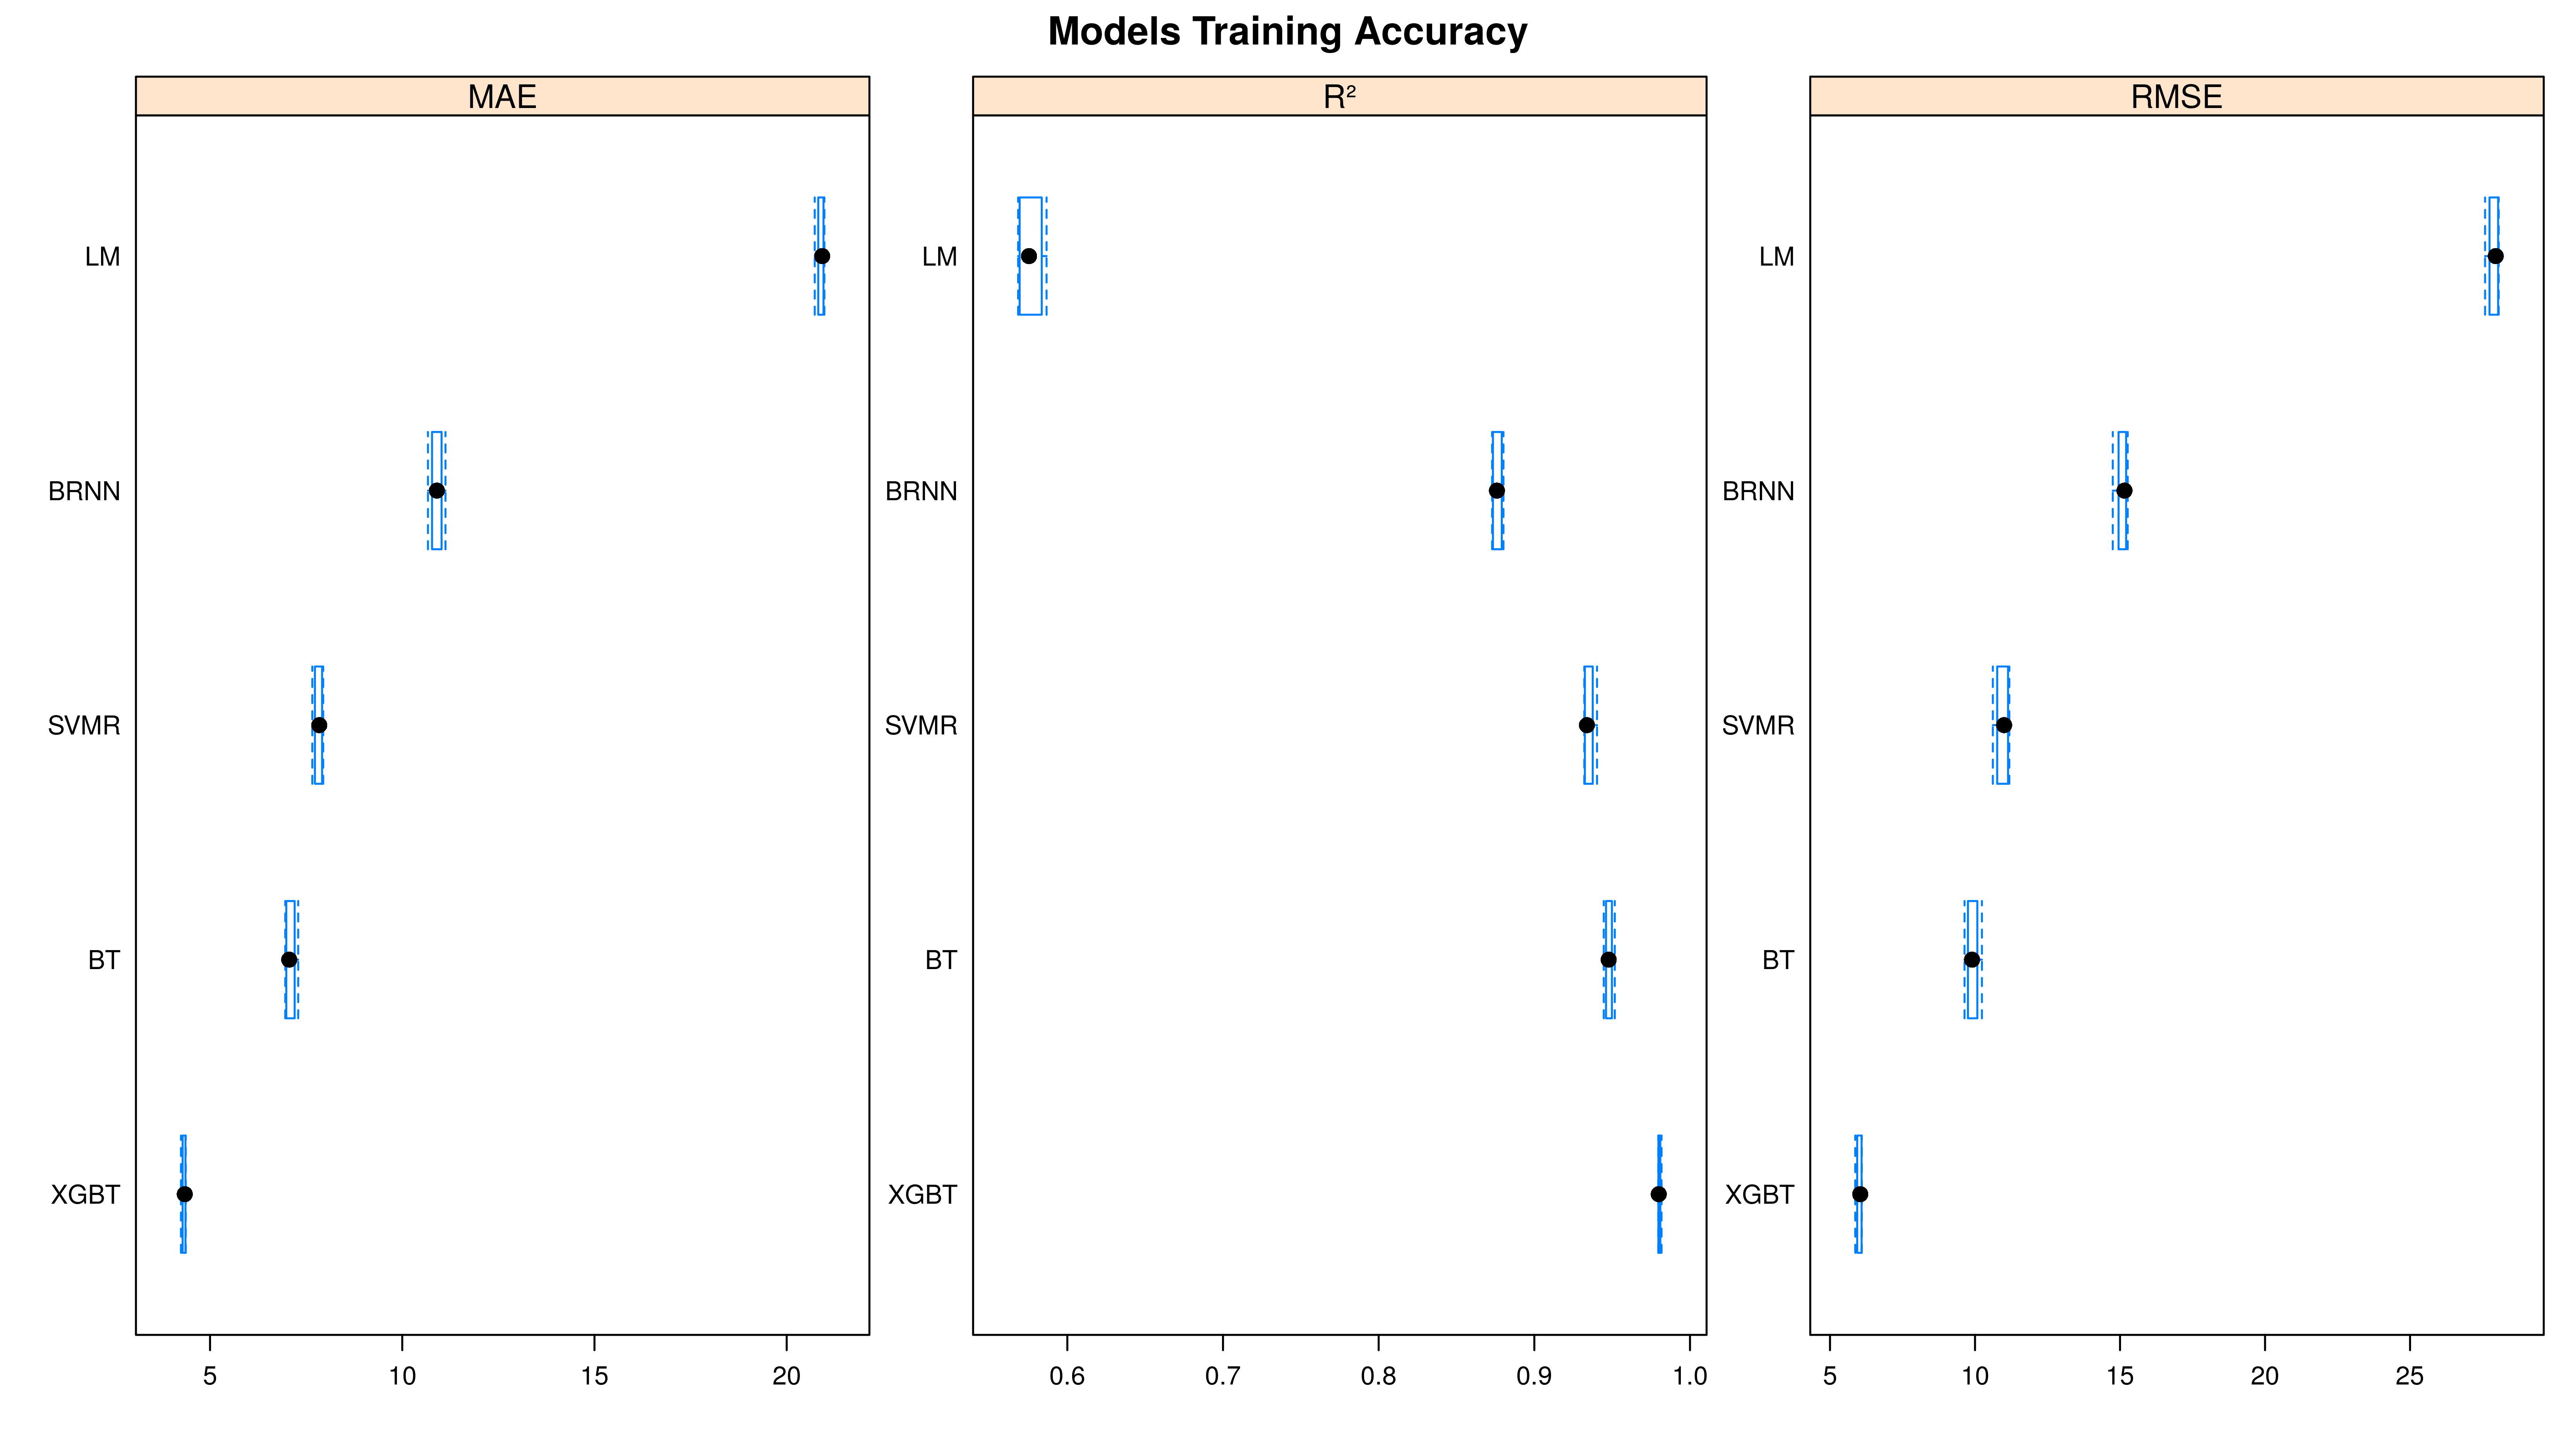 Models Training Accuracy
MAE
R²
RMSE
LM
LM
LM
BRNN
BRNN
BRNN
SVMR
SVMR
SVMR
BT
BT
BT
XGBT
XGBT
XGBT
5 10 15 20
0.6 0.7 0.8 0.9 1.0
5 10 15 20 25